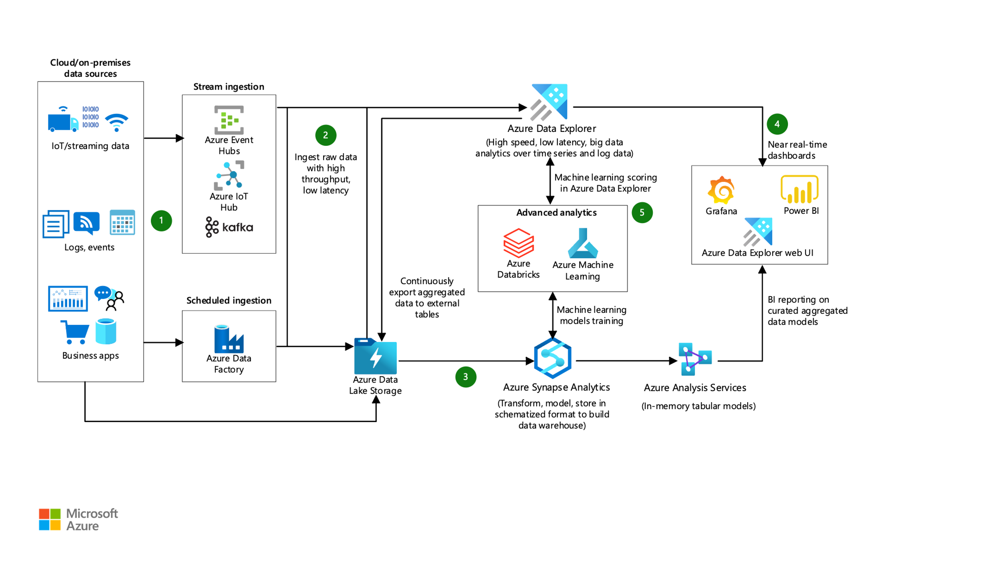 Cloud/on-premises
data sources
IOIOIO
IOIOIO
IOIOIO
IoT/streaming data
Logs, events
Business apps
1
Stream ingestion
Azure Event
Hubs
Azure IoT
Hub
kafka
Scheduled ingestion
Azure Data
Factory
2
Ingest raw data
with high
throughput,
low latency
Continuously
export aggregated
data to external
tables
Azure Data
Lake Storage
3
Azure Data Explorer
(High speed, low latency, big data
analytics over time series and log data)
Machine learning scoring
in Azure Data Explorer
Advanced analytics
5
Azure
Databricks
Azure Machine
Learning
Machine learning
models training
Azure Synapse Analytics
(Transform, model, store in
schematized format to build
data warehouse)
4
Near real-time
dashboards
Grafana
Power BI
Azure Data Explorer web UI
BI reporting on
curated aggregated
data models
Azure Analysis Services
(In-memory tabular models)
Microsoft
Azure